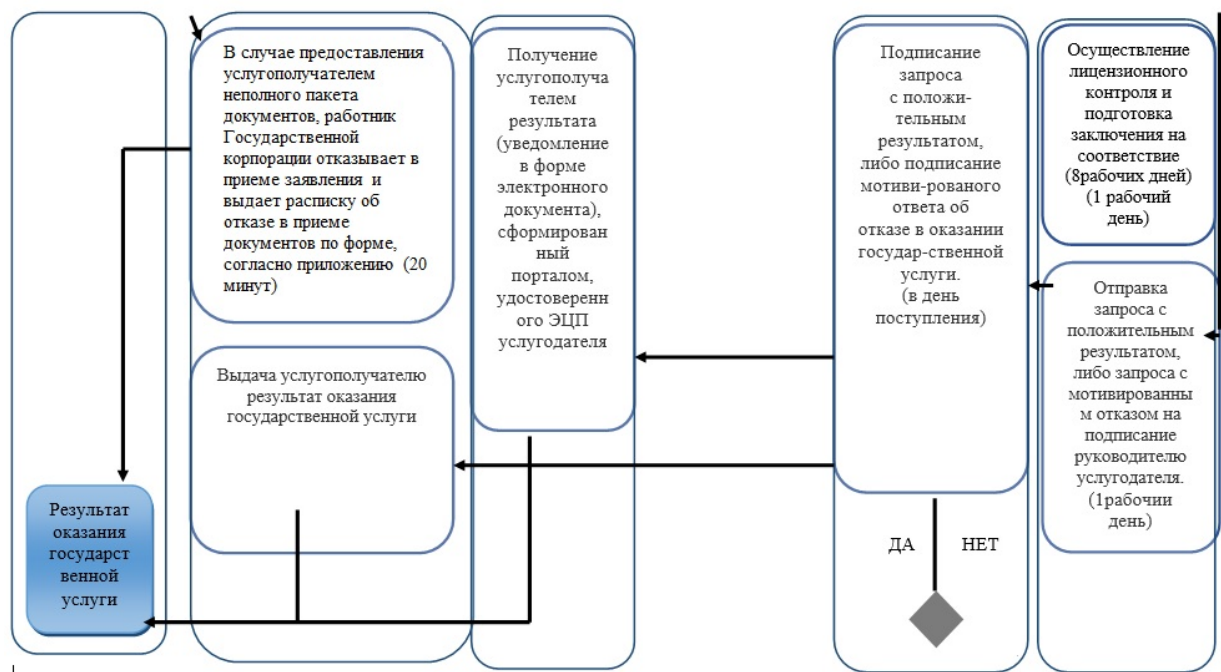 В случае предоставления
услугополучателем
неполного пакета
документов, работник
Государственной
корпорации отказывает в
приеме заявления и
выдает расписку об
отказе в приеме
документов по форме,
согласно приложению (20
минут)
Выдача услугополучателю
результат оказания
государственной услуги
Результат
оказания
государст
венной
услуги
Получение
услугополуча
телем
результата
(уведомление
в форме
электронного
документа),
сформирован
ный
порталом,
удостоверенн
ого ЭЦП
услугодателя
Подписание
запроса
с положи-
тельным
результатом,
либо подписание
мотиви-рованого
ответа об
отказе в оказании
государ-ственной
услуги.
(в день
поступления)
ДА НЕТ
Осуществление
лицензионного
контроля и
подготовка
заключения на
соответствие
(8рабочих дней)
(1 рабочий
день)
Отправка
запроса с
положительным
результатом,
либо запроса с
мотивированны
м отказом на
подписание
руководителю
услугодателя.
(1рабочии
день)